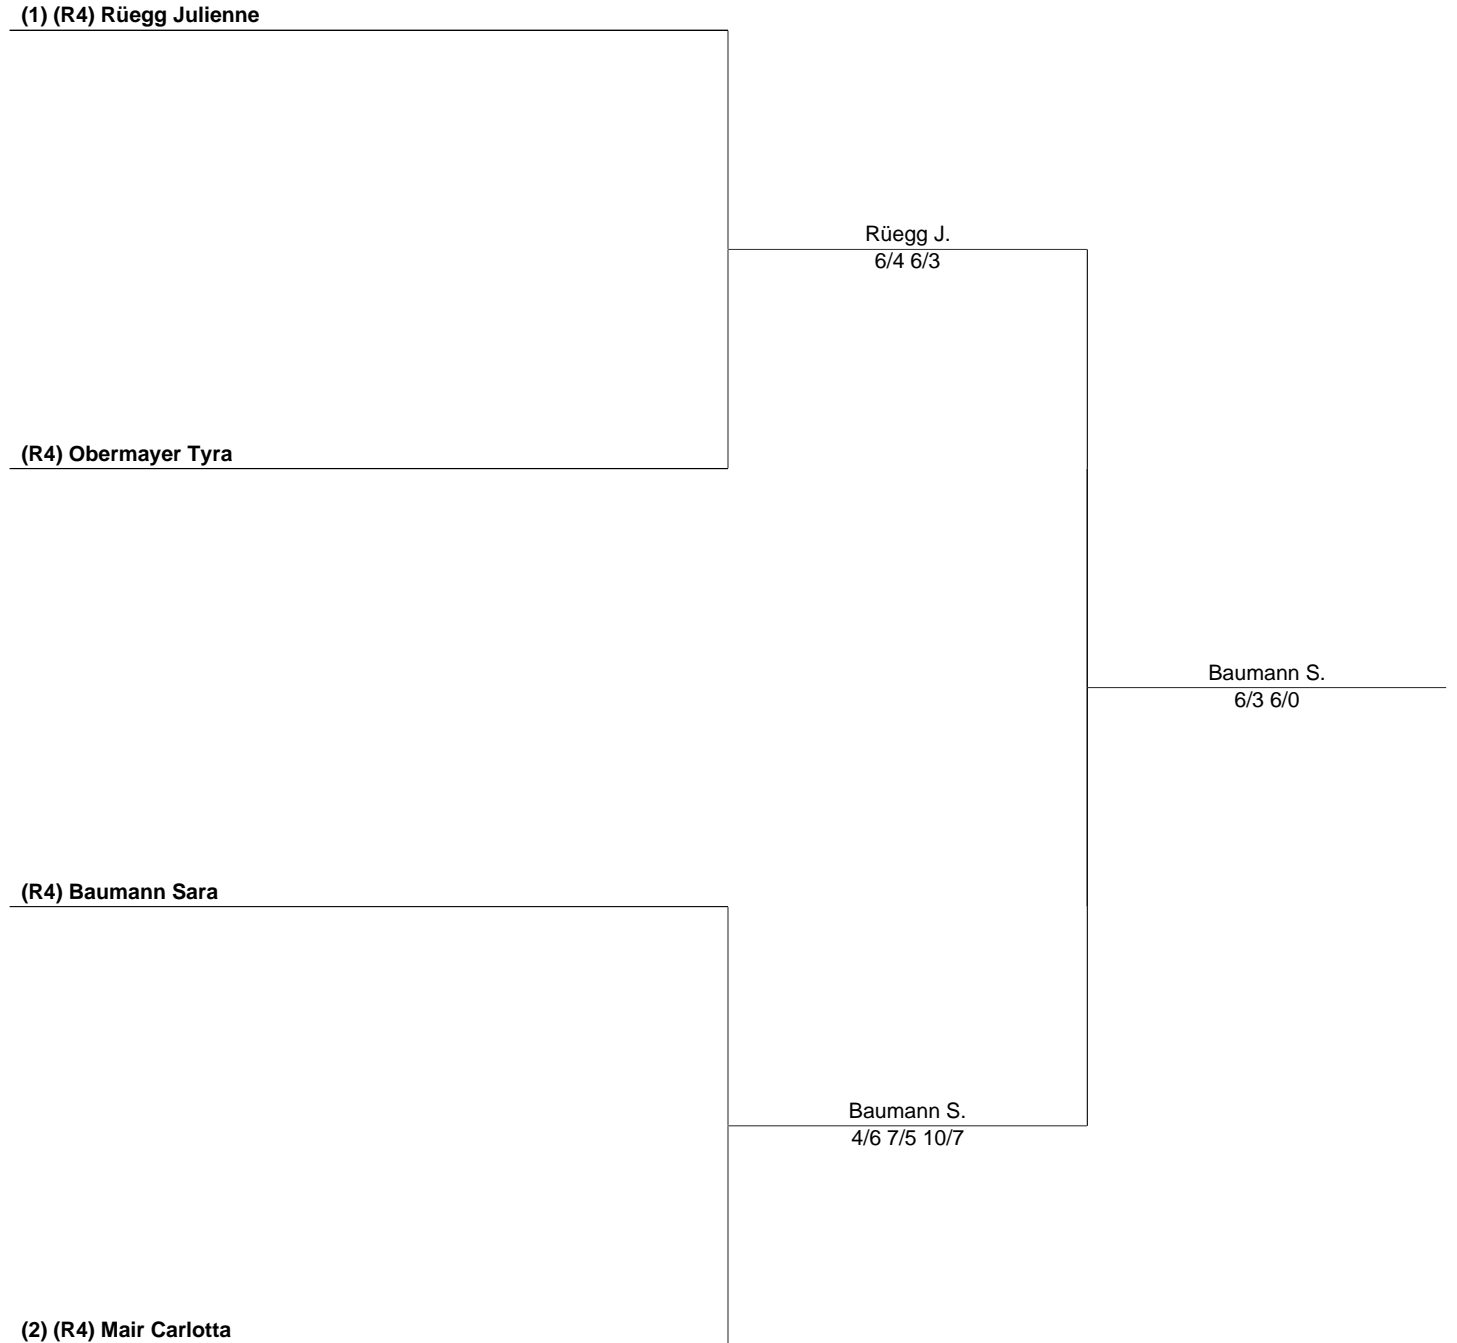 (1) (R4) Rüegg Julienne
Rüegg J.
6/4 6/3
(R4) Obermayer Tyra
Baumann S.
6/3 6/0
(R4) Baumann Sara
Baumann S.
4/6 7/5 10/7
(2) (R4) Mair Carlotta